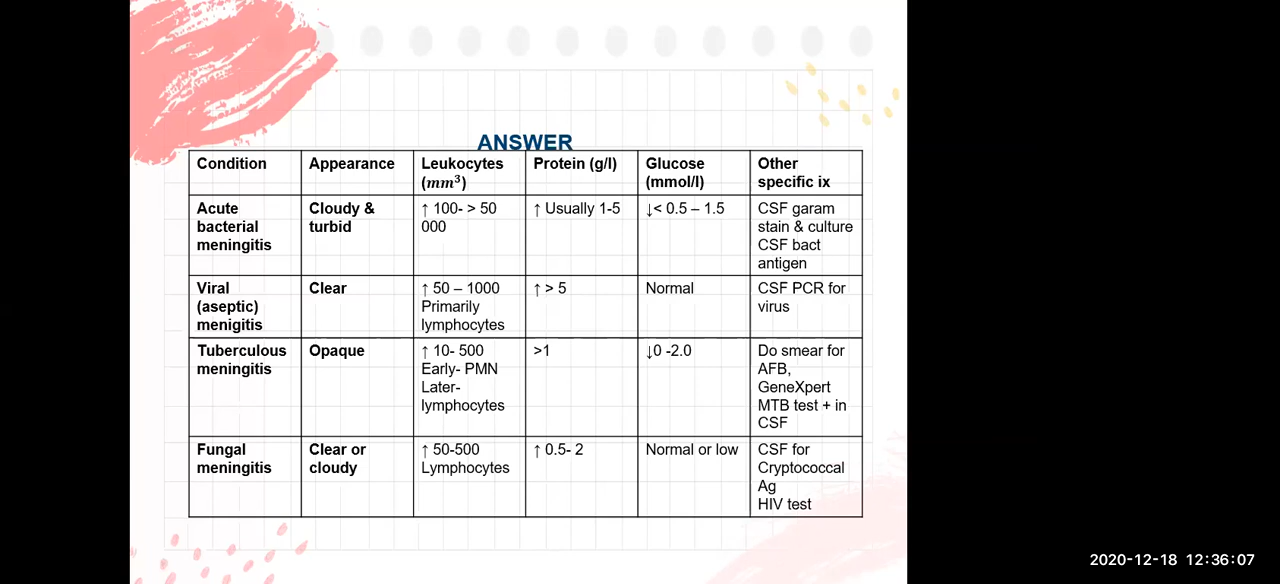 ANSWER
Condition Appearance Leukocytes (mm³) Protein (g/l) Glucose (mmol/l) Other specific ix
Acute bacterial meningitis Cloudy & turbid ↑ 100- > 50 000 ↑ Usually 1-5 ↓< 0.5 – 1.5 CSF garam stain & culture CSF bact antigen
Viral (aseptic) menigitis Clear ↑ 50 – 1000 Primarily lymphocytes ↑ > 5 Normal CSF PCR for virus
Tuberculous meningitis Opaque ↑ 10- 500 Early- PMN Later- lymphocytes >1 ↓0 -2.0 Do smear for AFB, GeneXpert MTB test + in CSF
Fungal meningitis Clear or cloudy ↑ 50-500 Lymphocytes ↑ 0.5- 2 Normal or low CSF for Cryptococcal Ag HIV test
2020-12-18 12:36:07